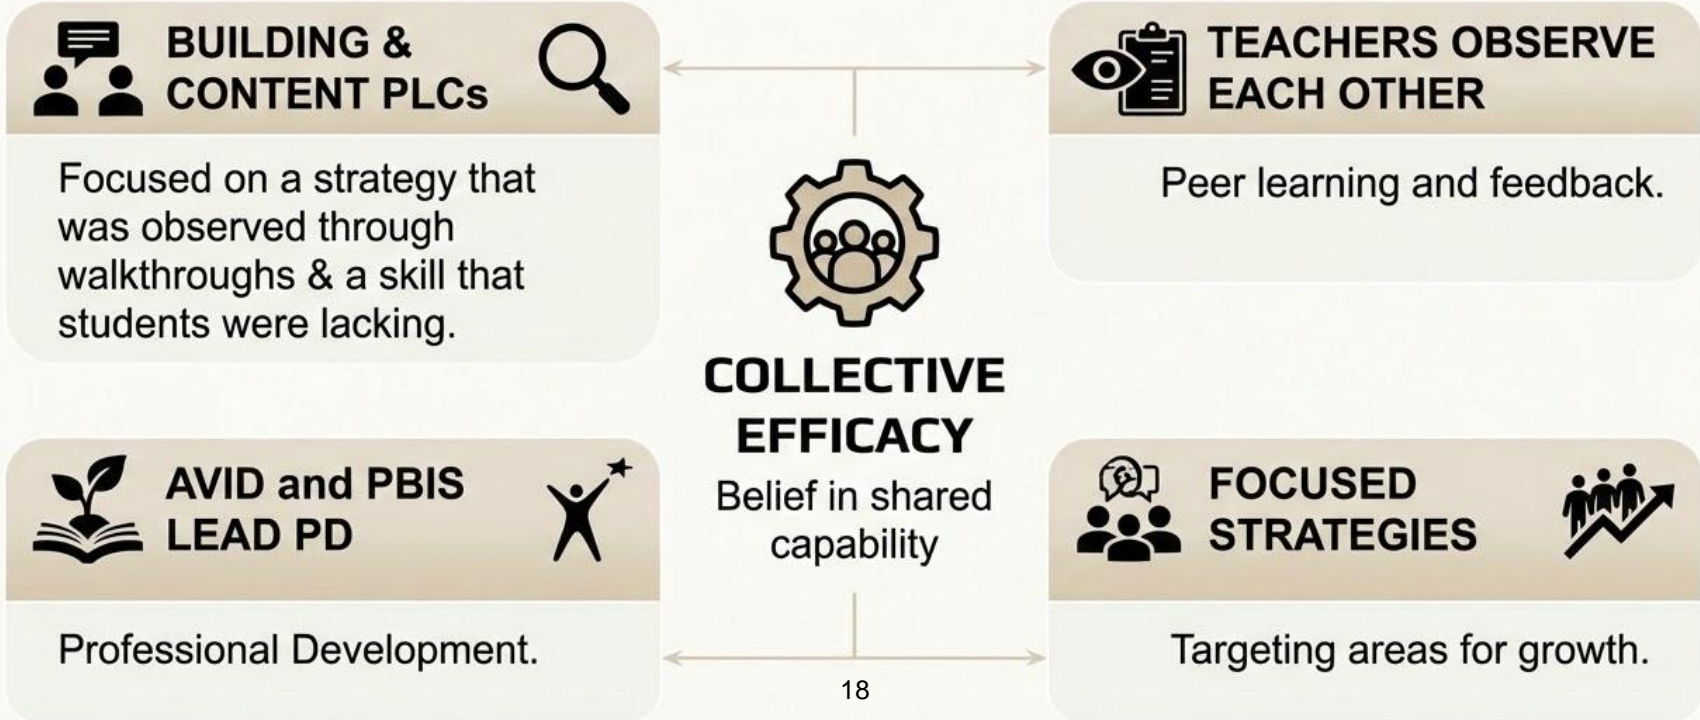 BUILDING &
CONTENT PLCs
Focused on a strategy that
was observed through
walkthroughs & a skill that
students were lacking.
TEACHERS OBSERVE
EACH OTHER
Peer learning and feedback.
COLLECTIVE
EFFICACY
Belief in shared
capability
AVID and PBIS
LEAD PD
Professional Development.
FOCUSED
STRATEGIES
Targeting areas for growth.
18